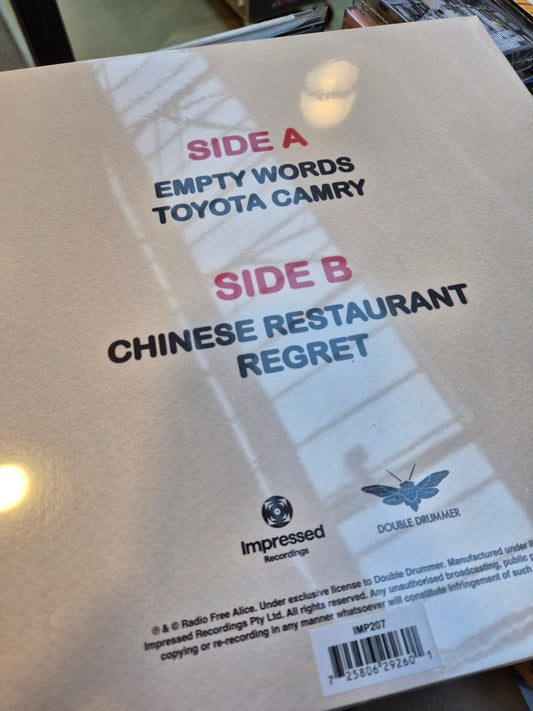 SIDE A
EMPTY WORDS
TOYOTA CAMRY
SIDE B
CHINESE RESTAURANT
REGRET
Impressed
Recordings
DOUBLE DRUMMER
℗ & © Radio Free Alice. Under exclusive license to Double Drummer. Manufactured under
Impressed Recordings Pty Ltd. All rights reserved. Any unauthorised broadcasting, public
copying or re-recording in any manner whatsoever will constitute infringement of such
IMP207
7 25806 29260 1